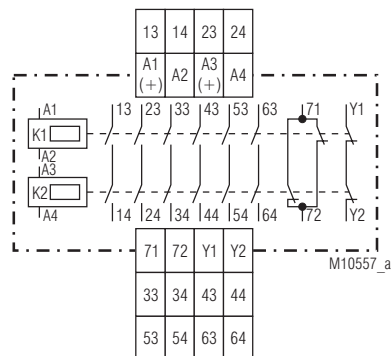 13 14 23 24
A1 (+) A2 A3 (+) A4
A1 13 23 33 43 53 63 71 Y1
K1
A2
A3
K2
A4 14 24 34 44 54 64 72 Y2
71 72 Y1 Y2
M10557_a
33 34 43 44
53 54 63 64